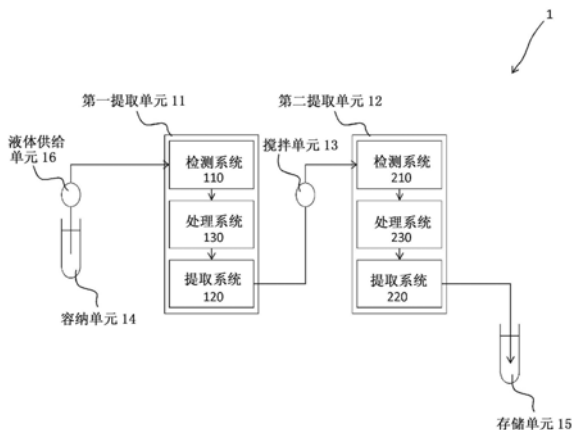 1
第一提取单元 11
第二提取单元 12
液体供给
单元 16
搅拌单元 13
检测系统
110
检测系统
210
处理系统
130
处理系统
230
提取系统
120
提取系统
220
容纳单元 14
存储单元 15